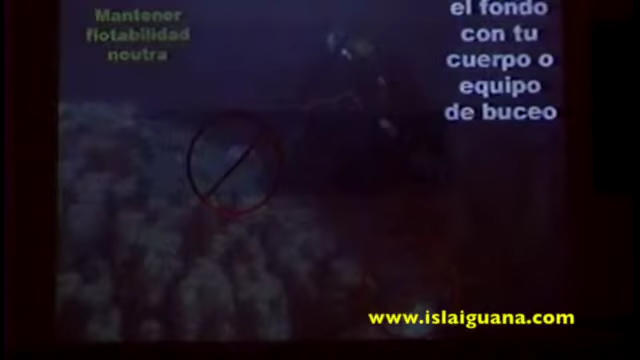 Mantener
flotabilidad
neutra
el fondo
con tu
cuerpo o
equipo
de buceo
www.islaiguana.com